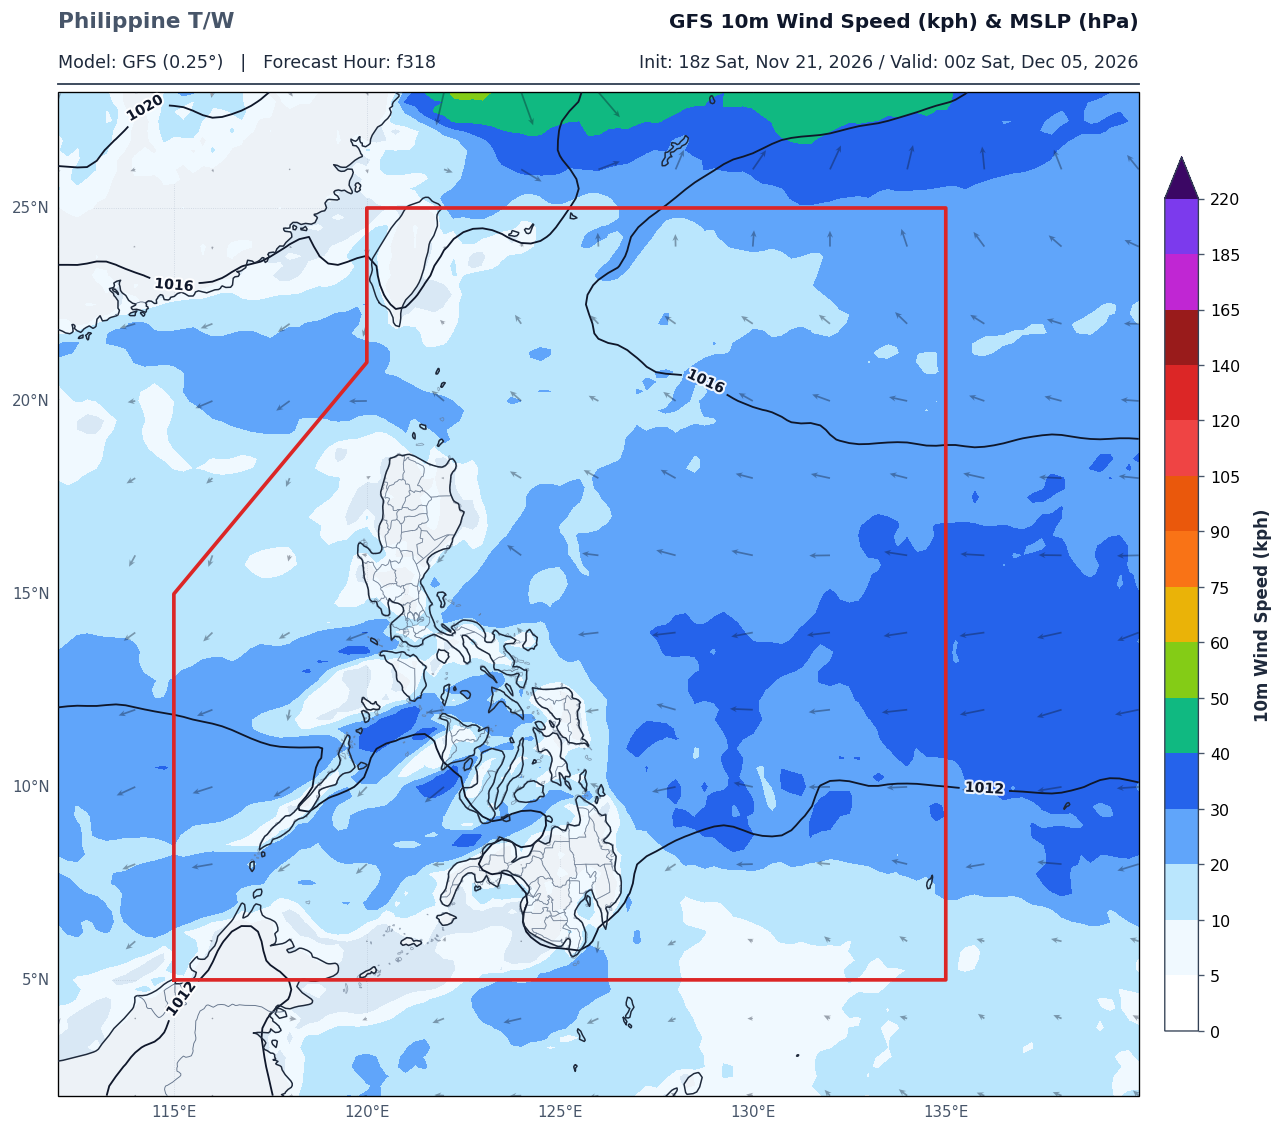 Philippine T/W
GFS 10m Wind Speed (kph) & MSLP (hPa)
Model: GFS (0.25°) | Forecast Hour: f318
Init: 18z Sat, Nov 21, 2026 / Valid: 00z Sat, Dec 05, 2026
1020
1016
1016
1012
1012
25°N
20°N
15°N
10°N
5°N
115°E
120°E
125°E
130°E
135°E
220
185
165
140
120
105
90
75
60
50
40
30
20
10
5
0
10m Wind Speed (kph)